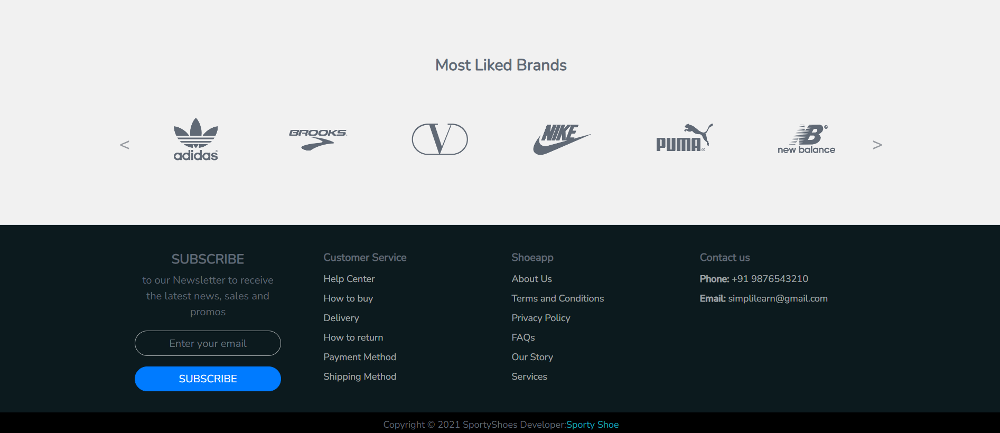 Most Liked Brands
<
adidas®
BROOKS.
V
NIKE
PUMA®
NB®
new balance
>
SUBSCRIBE
to our Newsletter to receive
the latest news, sales and
promos
Enter your email
SUBSCRIBE
Customer Service
Help Center
How to buy
Delivery
How to return
Payment Method
Shipping Method
Shoeapp
About Us
Terms and Conditions
Privacy Policy
FAQs
Our Story
Services
Contact us
Phone: +91 9876543210
Email: simplilearn@gmail.com
Copyright © 2021 SportyShoes Developer:Sporty Shoe